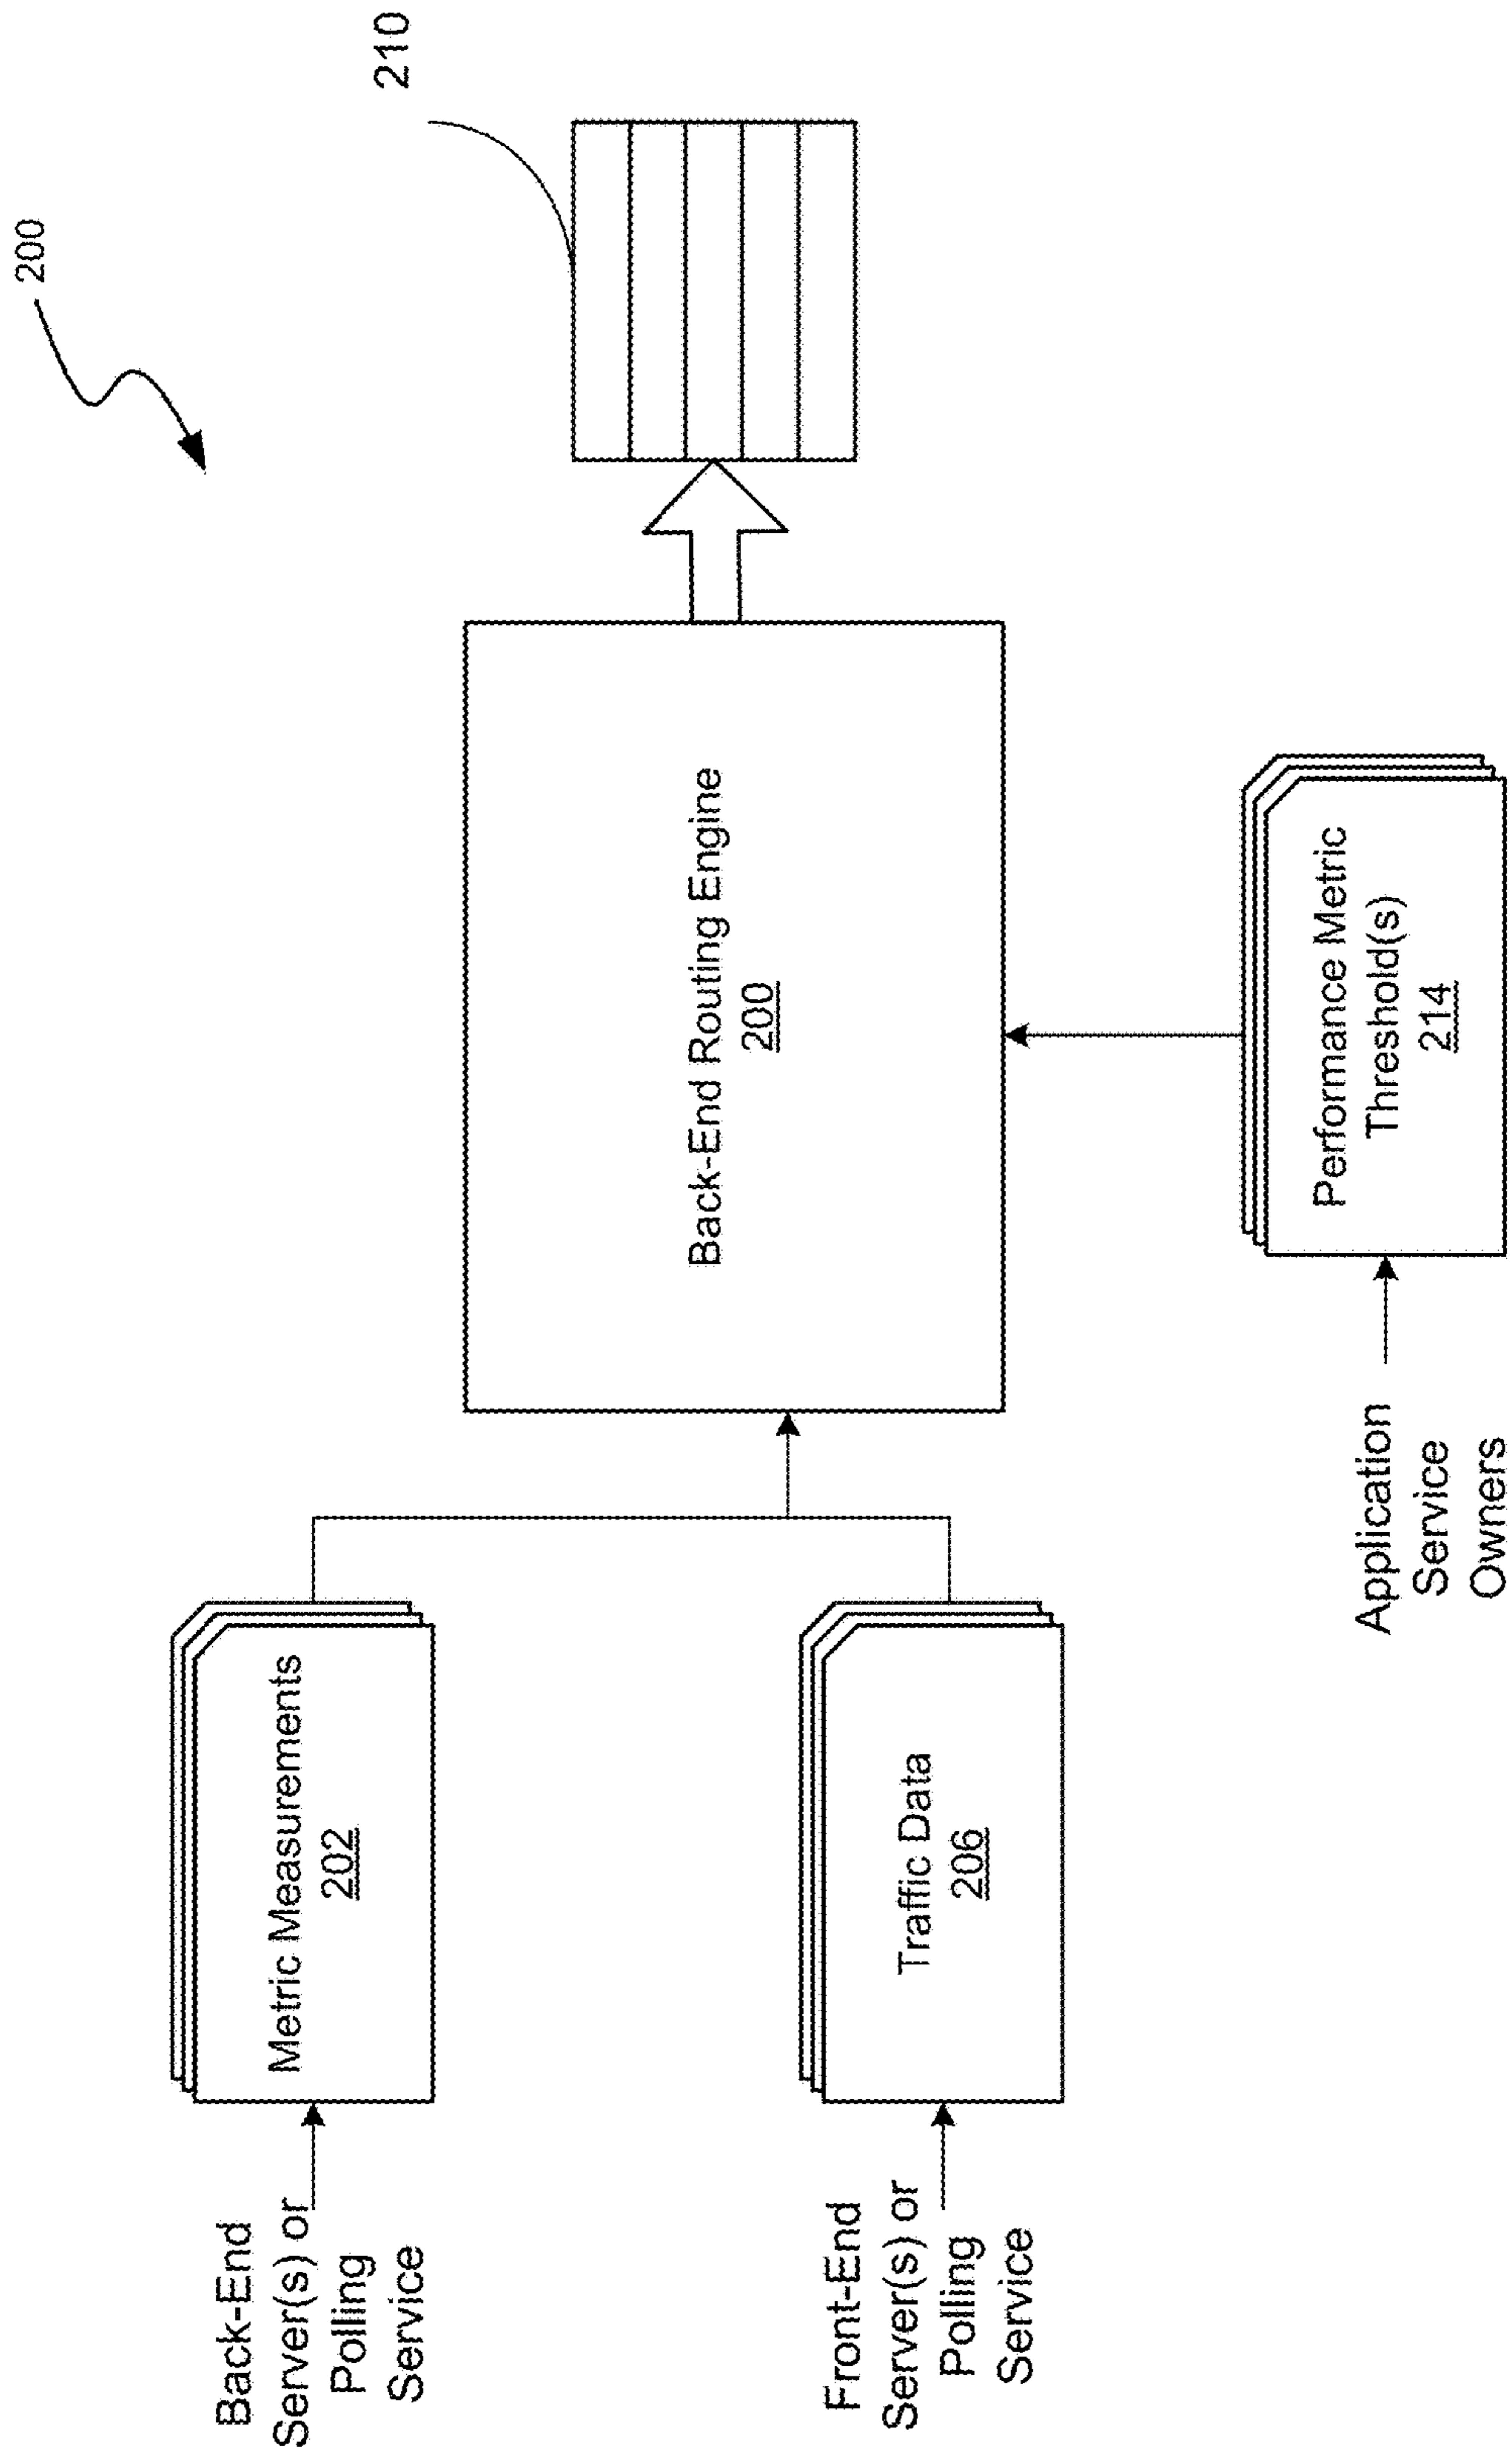 200
210
Back-End
Server(s) or
Polling
Service
Metric Measurements
202
Back-End Routing Engine
200
Front-End
Server(s) or
Polling
Service
Traffic Data
206
Application
Service
Owners
Performance Metric
Threshold(s)
214